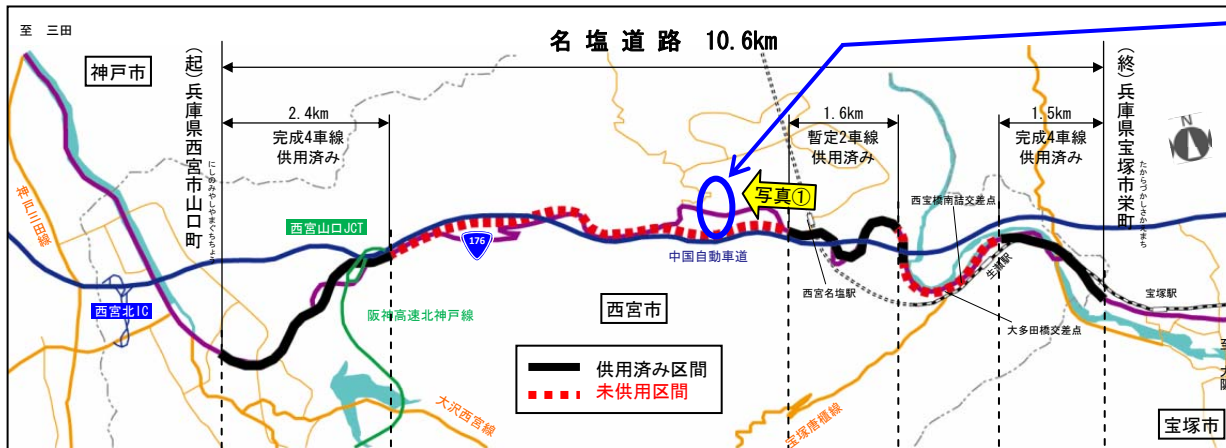 至 三田
名塩道路 10.6km
神戸市
(起)兵庫県西宮市山口町
にしのみやしやまぐちちょう
(終)兵庫県宝塚市栄町
たからづかしさかえまち
2.4km
完成4車線
供用済み
1.6km
暫定2車線
供用済み
1.5km
完成4車線
供用済み
N
写真①
神戸三田線
西宮山口JCT
176
中国自動車道
西宝橋南詰交差点
生瀬駅
西宮名塩駅
宝塚駅
西宮北IC
阪神高速北神戸線
西宮市
大多田橋交差点
至 大阪
供用済み区間
未供用区間
大沢西宮線
宝塚唐櫃線
宝塚市